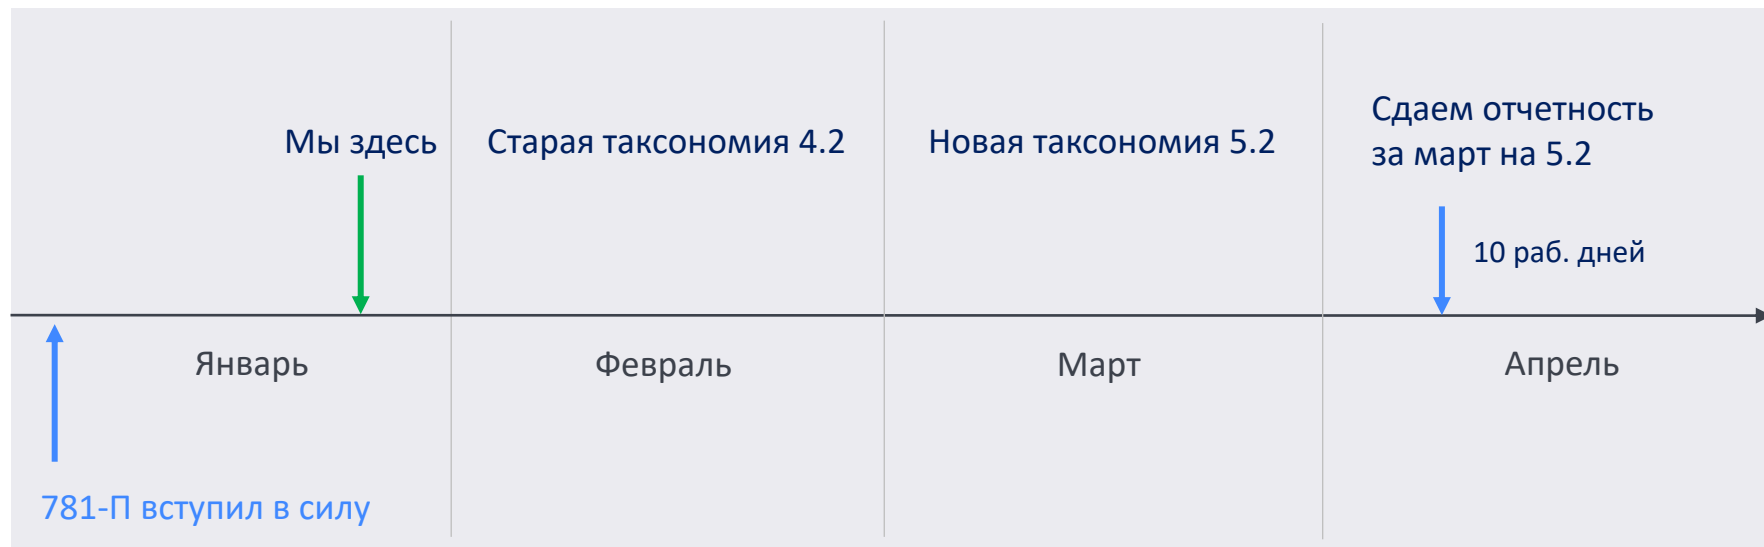 Мы здесь
Старая таксономия 4.2
Новая таксономия 5.2
Сдаем отчетность
за март на 5.2
10 раб. дней
Январь
Февраль
Март
Апрель
781-П вступил в силу